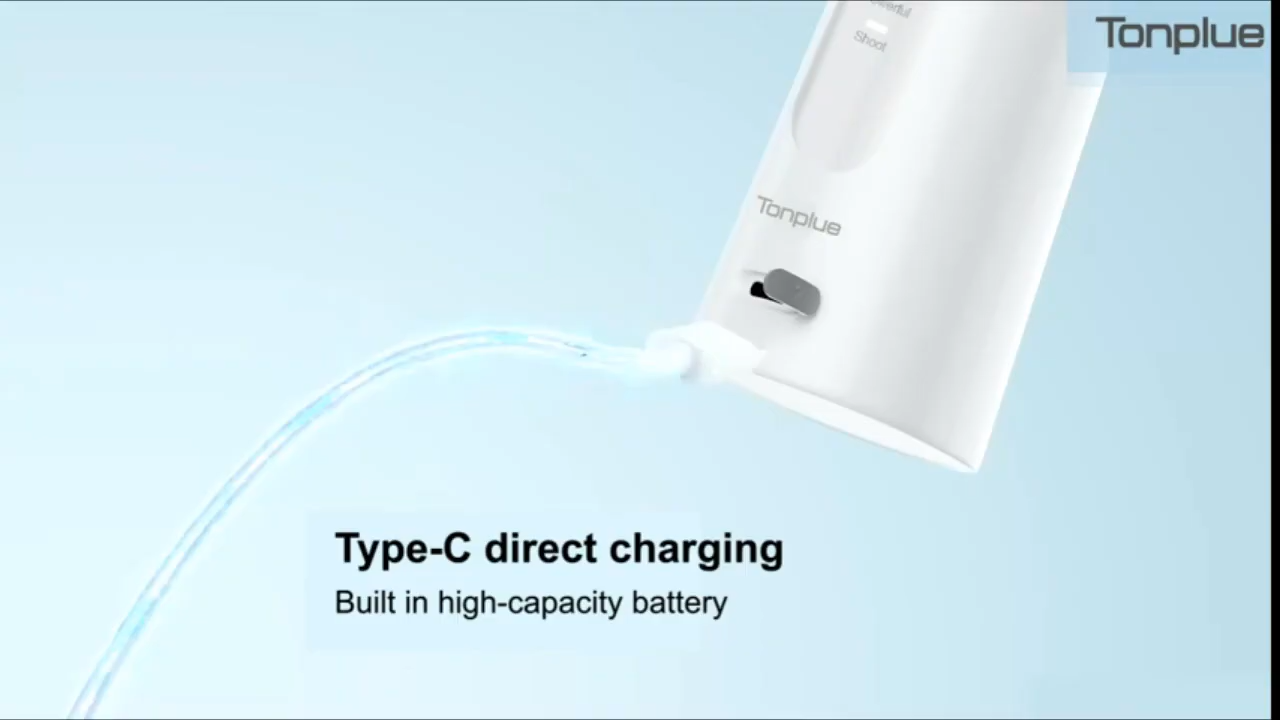 Tonplue
Shoot
Tonplue
Type-C direct charging
Built in high-capacity battery